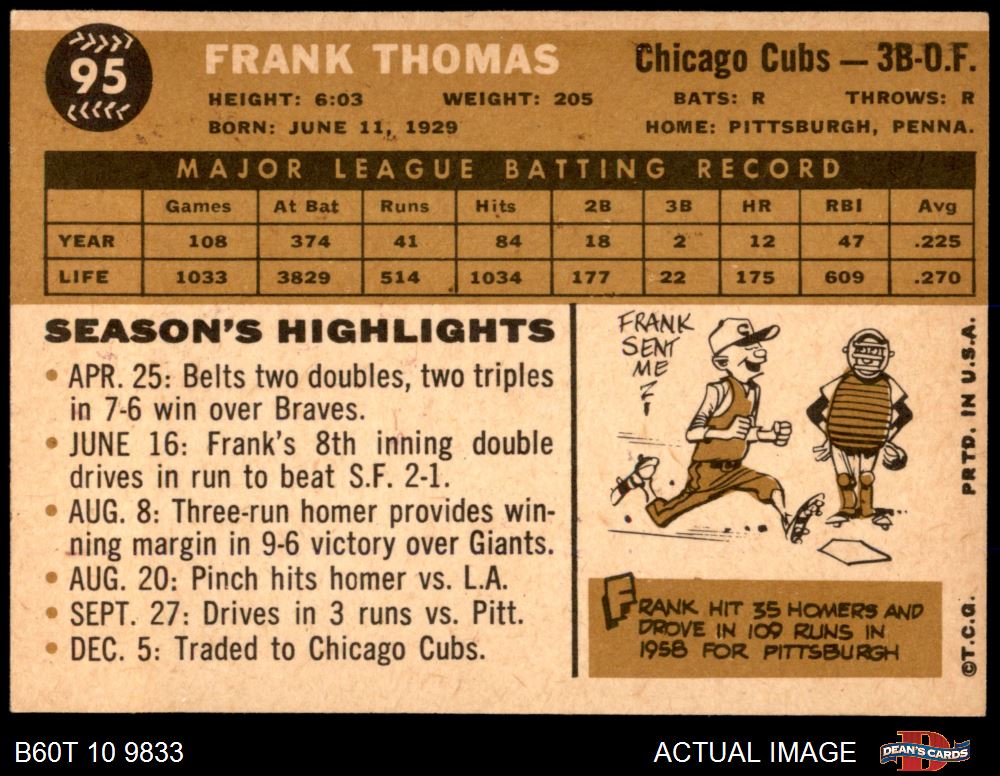 95
FRANK THOMAS
Chicago Cubs — 3B-O.F.
HEIGHT: 6:03 WEIGHT: 205 BATS: R THROWS: R
BORN: JUNE 11, 1929 HOME: PITTSBURGH, PENNA.
MAJOR LEAGUE BATTING RECORD
Games At Bat Runs Hits 2B 3B HR RBI Avg
YEAR 108 374 41 84 18 2 12 47 .225
LIFE 1033 3829 514 1034 177 22 175 609 .270
SEASON'S HIGHLIGHTS
• APR. 25: Belts two doubles, two triples
in 7-6 win over Braves.
• JUNE 16: Frank's 8th inning double
drives in run to beat S.F. 2-1.
• AUG. 8: Three-run homer provides win-
ning margin in 9-6 victory over Giants.
• AUG. 20: Pinch hits homer vs. L.A.
• SEPT. 27: Drives in 3 runs vs. Pitt.
• DEC. 5: Traded to Chicago Cubs.
FRANK
SENT
ME
!
C
FRANK HIT 35 HOMERS AND
DROVE IN 109 RUNS IN
1958 FOR PITTSBURGH
PRTD. IN U.S.A.
©T.C.G.
B60T 10 9833
ACTUAL IMAGE
D
DEAN'S CARDS